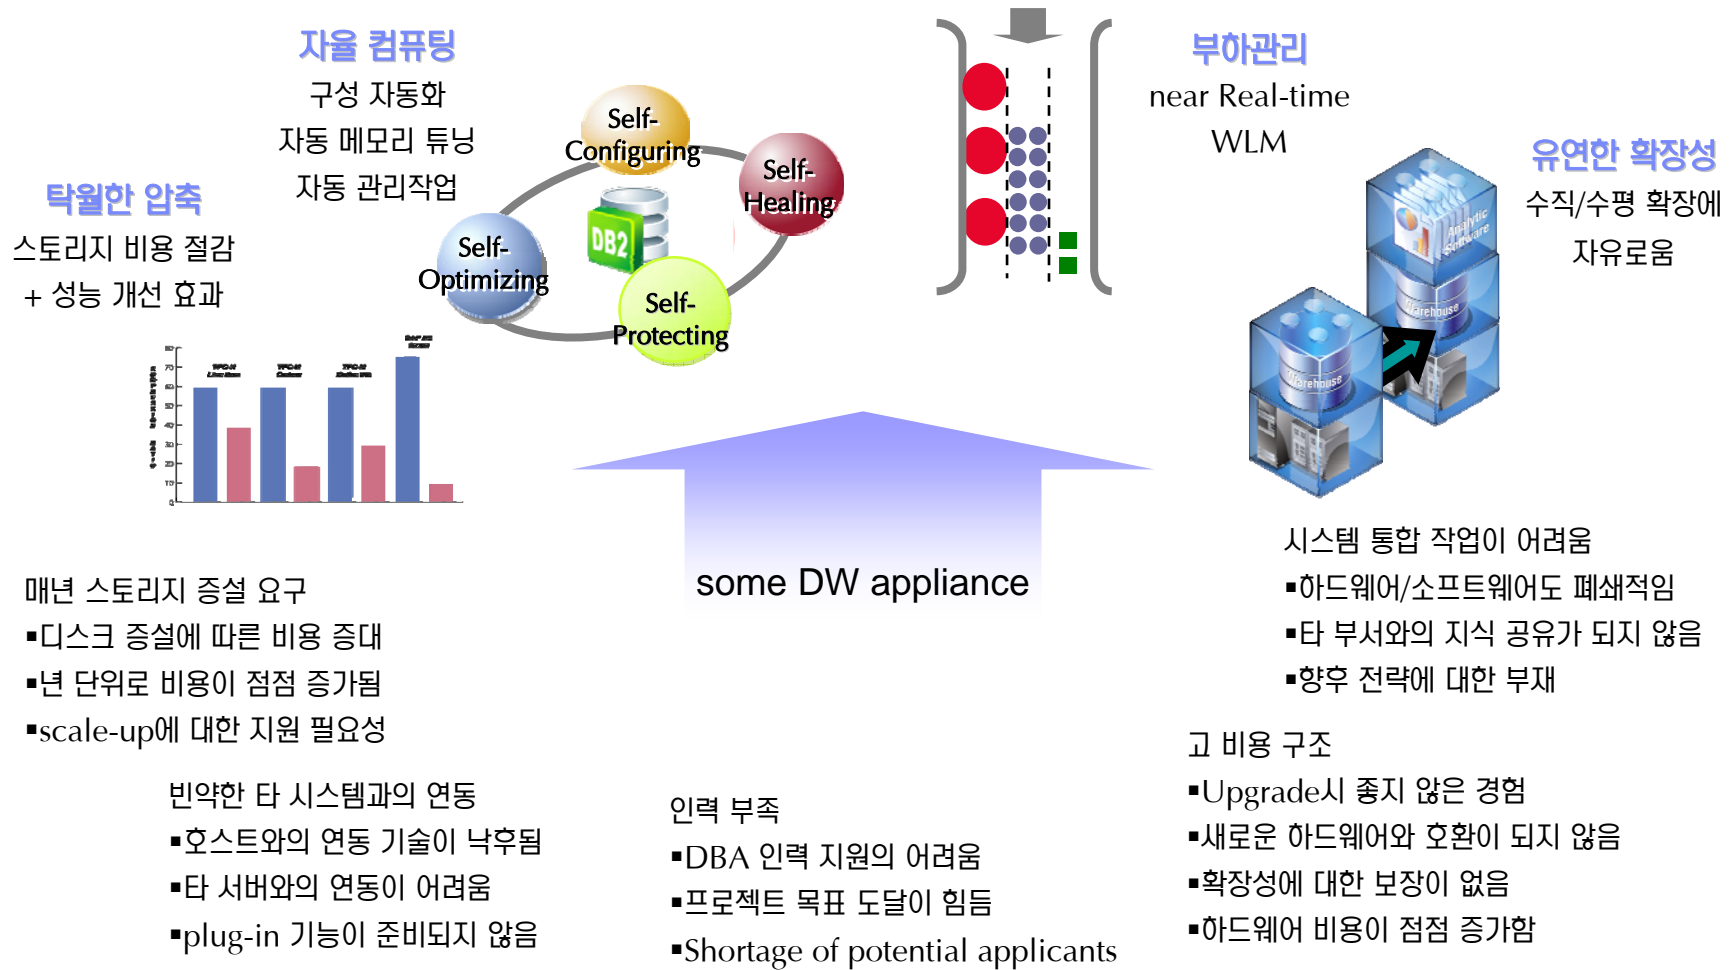 자율 컴퓨팅
구성 자동화
자동 메모리 튜닝
자동 관리작업
부하관리
near Real-time
WLM
유연한 확장성
수직/수평 확장에
자유로움
탁월한 압축
스토리지 비용 절감
+ 성능 개선 효과
Self-
Configuring
Self-
Healing
Self-
Optimizing
Self-
Protecting
DB2
Analytic
Software
Warehouse
Warehouse
80
70
60
50
40
30
20
10
0
some DW appliance
매년 스토리지 증설 요구
▪디스크 증설에 따른 비용 증대
▪년 단위로 비용이 점점 증가됨
▪scale-up에 대한 지원 필요성
시스템 통합 작업이 어려움
▪하드웨어/소프트웨어도 폐쇄적임
▪타 부서와의 지식 공유가 되지 않음
▪향후 전략에 대한 부재
빈약한 타 시스템과의 연동
▪호스트와의 연동 기술이 낙후됨
▪타 서버와의 연동이 어려움
▪plug-in 기능이 준비되지 않음
인력 부족
▪DBA 인력 지원의 어려움
▪프로젝트 목표 도달이 힘듬
▪Shortage of potential applicants
고 비용 구조
▪Upgrade시 좋지 않은 경험
▪새로운 하드웨어와 호환이 되지 않음
▪확장성에 대한 보장이 없음
▪하드웨어 비용이 점점 증가함